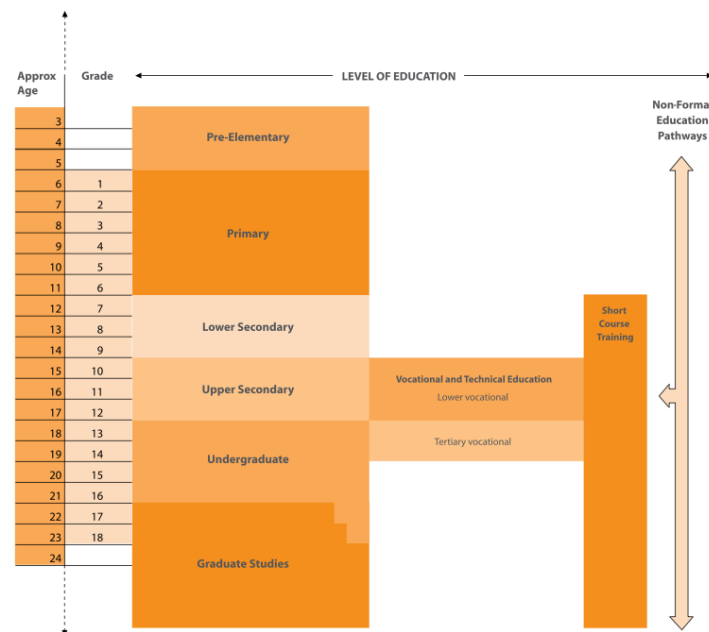 Approx
Age
Grade
LEVEL OF EDUCATION
Non-Forma
Education
Pathways
3
4
5
Pre-Elementary
6 1
7 2
8 3
9 4
10 5
11 6
Primary
12 7
13 8
14 9
Lower Secondary
Short
Course
Training
15 10
16 11
17 12
Upper Secondary
Vocational and Technical Education
Lower vocational
18 13
19 14
20 15
21 16
Undergraduate
Tertiary vocational
22 17
23 18
24
Graduate Studies